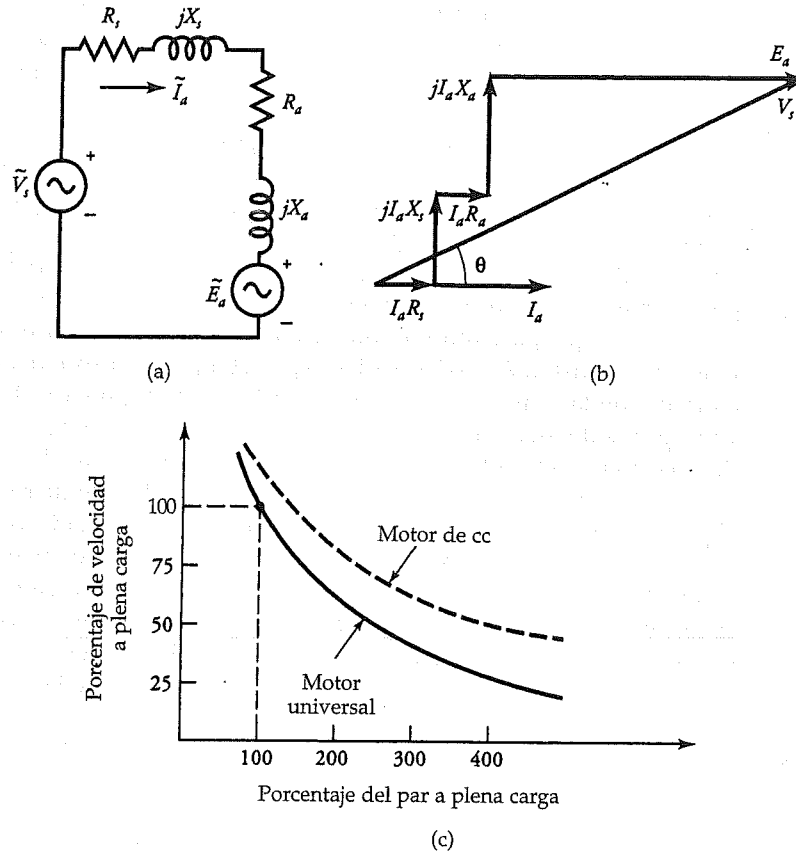 R_s
jX_s
Ĩ_a
R_a
+
Ṽ_s
−
jX_a
+
Ẽ_a
−
(a)
E_a
jI_aX_a
V_s
jI_aX_s
I_aR_a
θ
I_aR_s
I_a
(b)
Porcentaje de velocidad
a plena carga
100
75
50
25
Motor de cc
Motor
universal
100 200 300 400
Porcentaje del par a plena carga
(c)